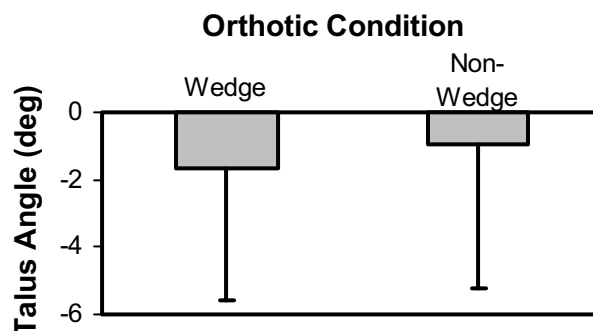 Orthotic Condition
Wedge
Non-
Wedge
Talus Angle (deg)
0
-2
-4
-6